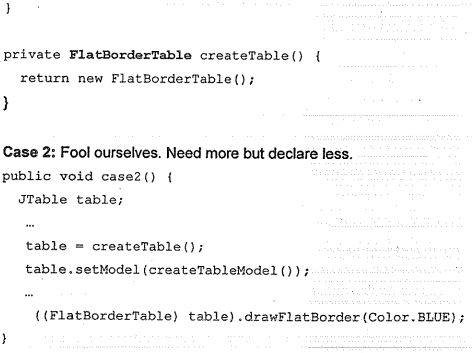 }
private FlatBorderTable createTable() {
return new FlatBorderTable();
}
Case 2: Fool ourselves. Need more but declare less.
public void case2() {
JTable table;
…
table = createTable();
table.setModel(createTableModel());
…
((FlatBorderTable) table).drawFlatBorder(Color.BLUE);
}